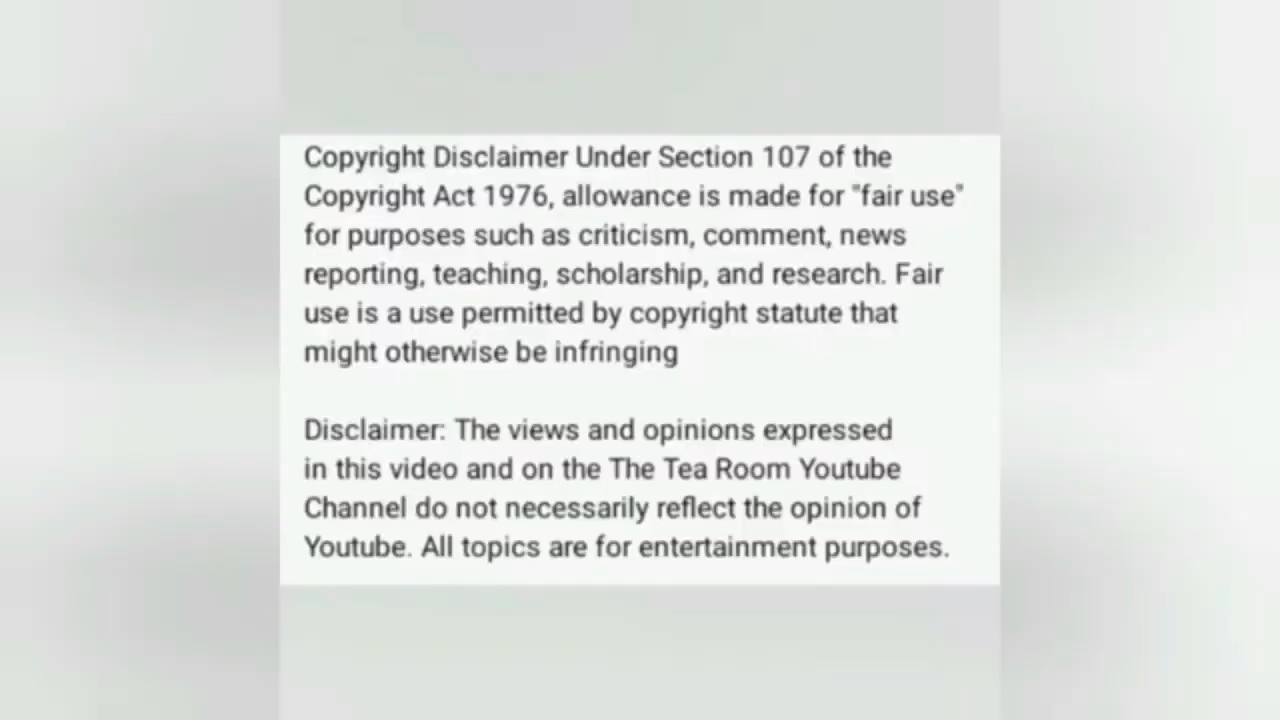 Copyright Disclaimer Under Section 107 of the
Copyright Act 1976, allowance is made for "fair use"
for purposes such as criticism, comment, news
reporting, teaching, scholarship, and research. Fair
use is a use permitted by copyright statute that
might otherwise be infringing
Disclaimer: The views and opinions expressed
in this video and on the The Tea Room Youtube
Channel do not necessarily reflect the opinion of
Youtube. All topics are for entertainment purposes.